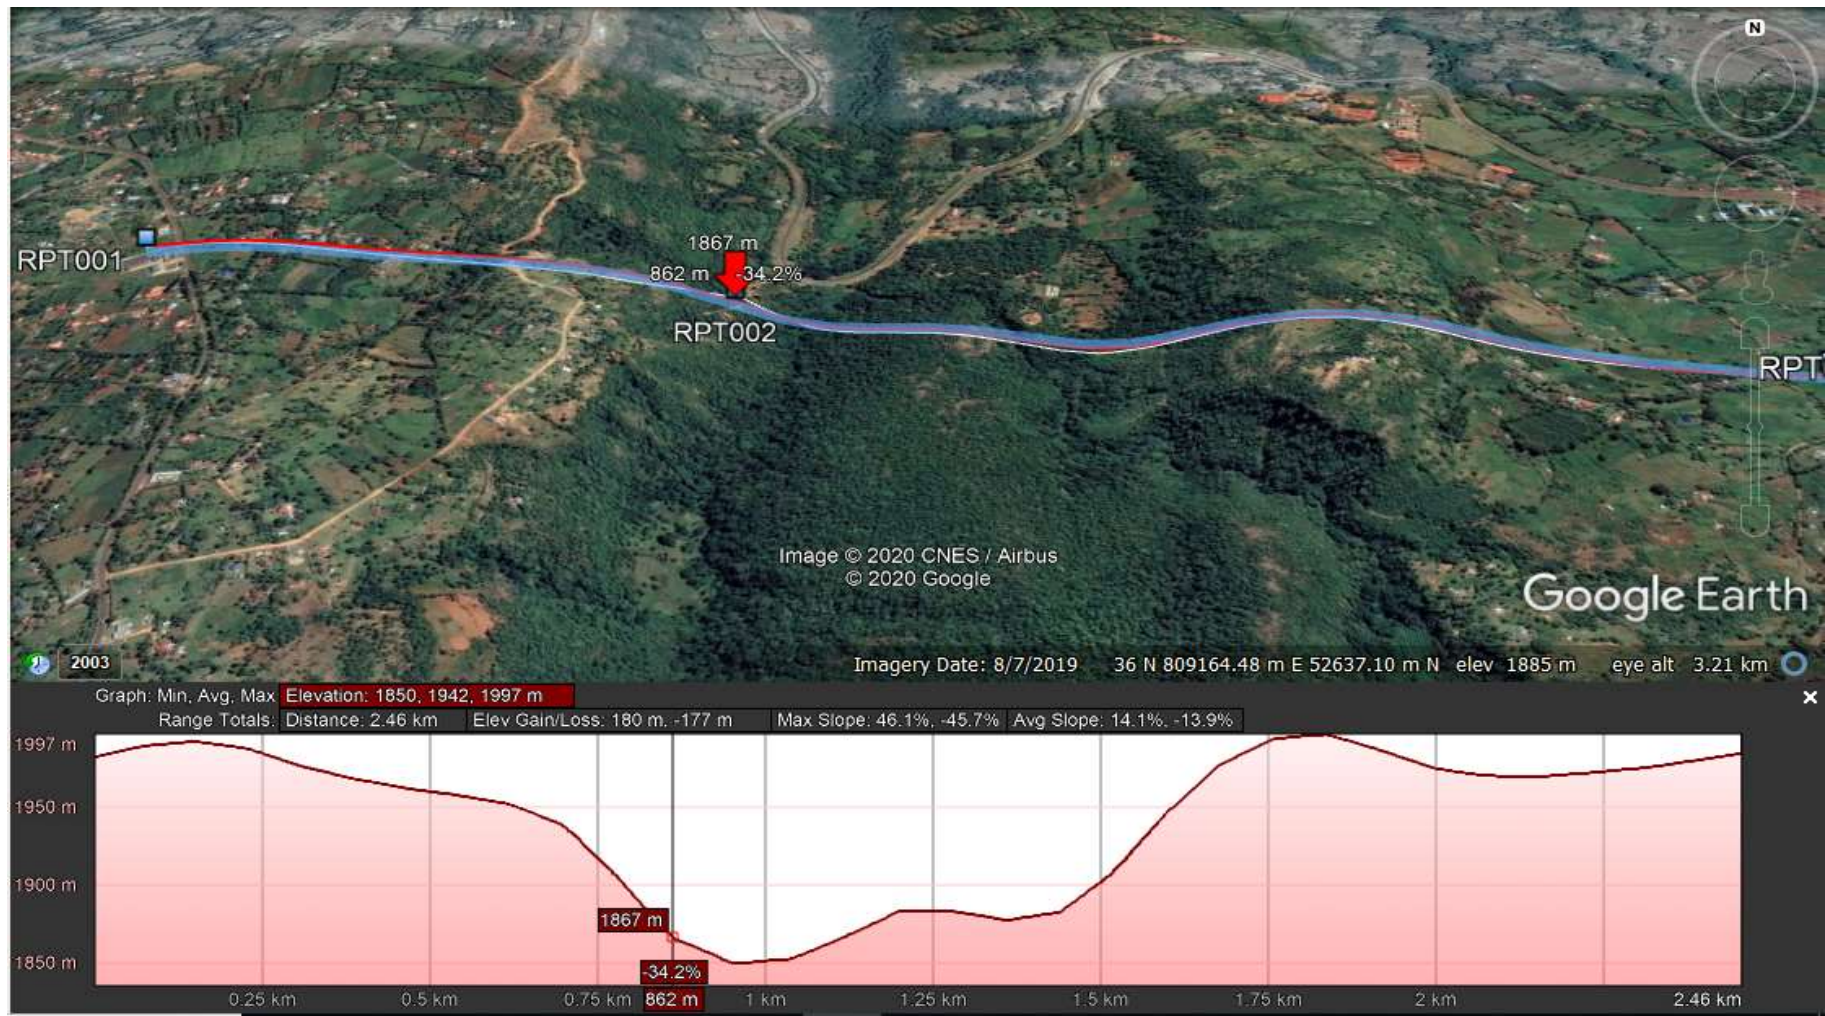 N
1867 m
862 m -34.2%
RPT001
RPT002
RPT
Image © 2020 CNES / Airbus
© 2020 Google
Google Earth
2003
Imagery Date: 8/7/2019 36 N 809164.48 m E 52637.10 m N elev 1885 m eye alt 3.21 km
Graph: Min, Avg, Max Elevation: 1850, 1942, 1997 m
Range Totals: Distance: 2.46 km Elev Gain/Loss: 180 m, -177 m Max Slope: 46.1%, -45.7% Avg Slope: 14.1%, -13.9%
1997 m
1950 m
1900 m
1867 m
1850 m
-34.2%
0.25 km 0.5 km 0.75 km 862 m 1 km 1.25 km 1.5 km 1.75 km 2 km 2.46 km